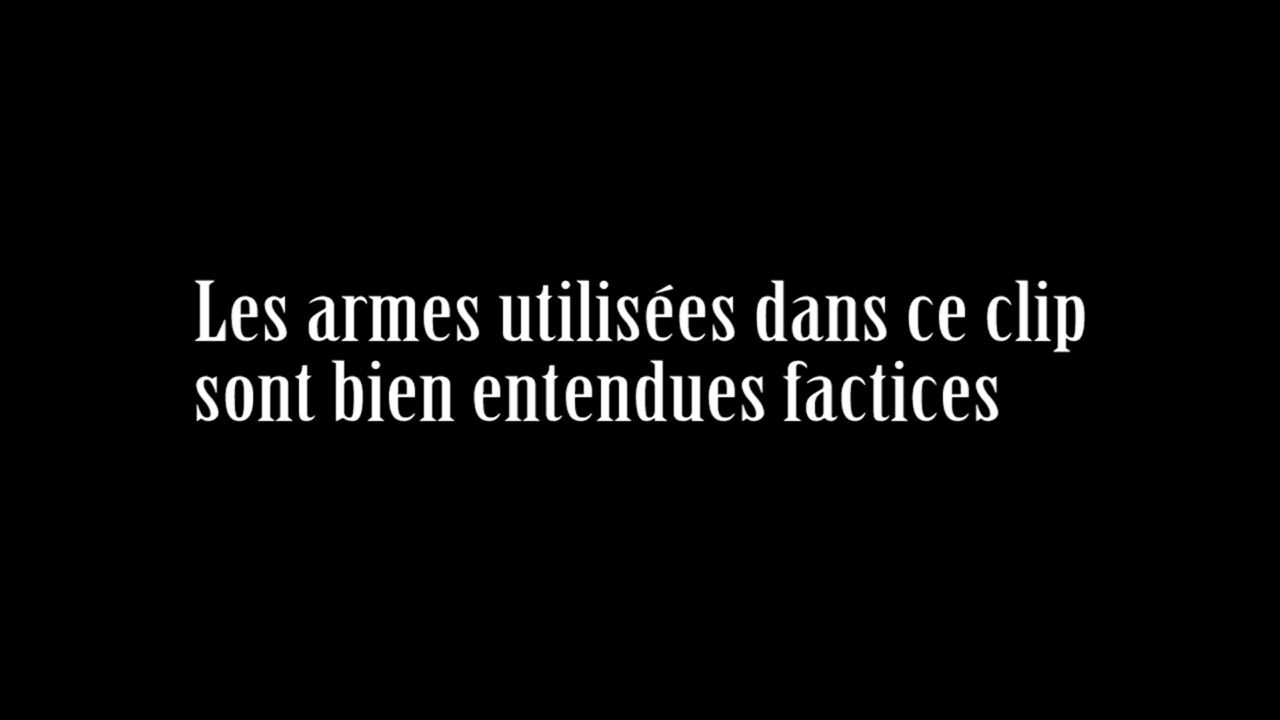 Les armes utilisées dans ce clip
sont bien entendues factices